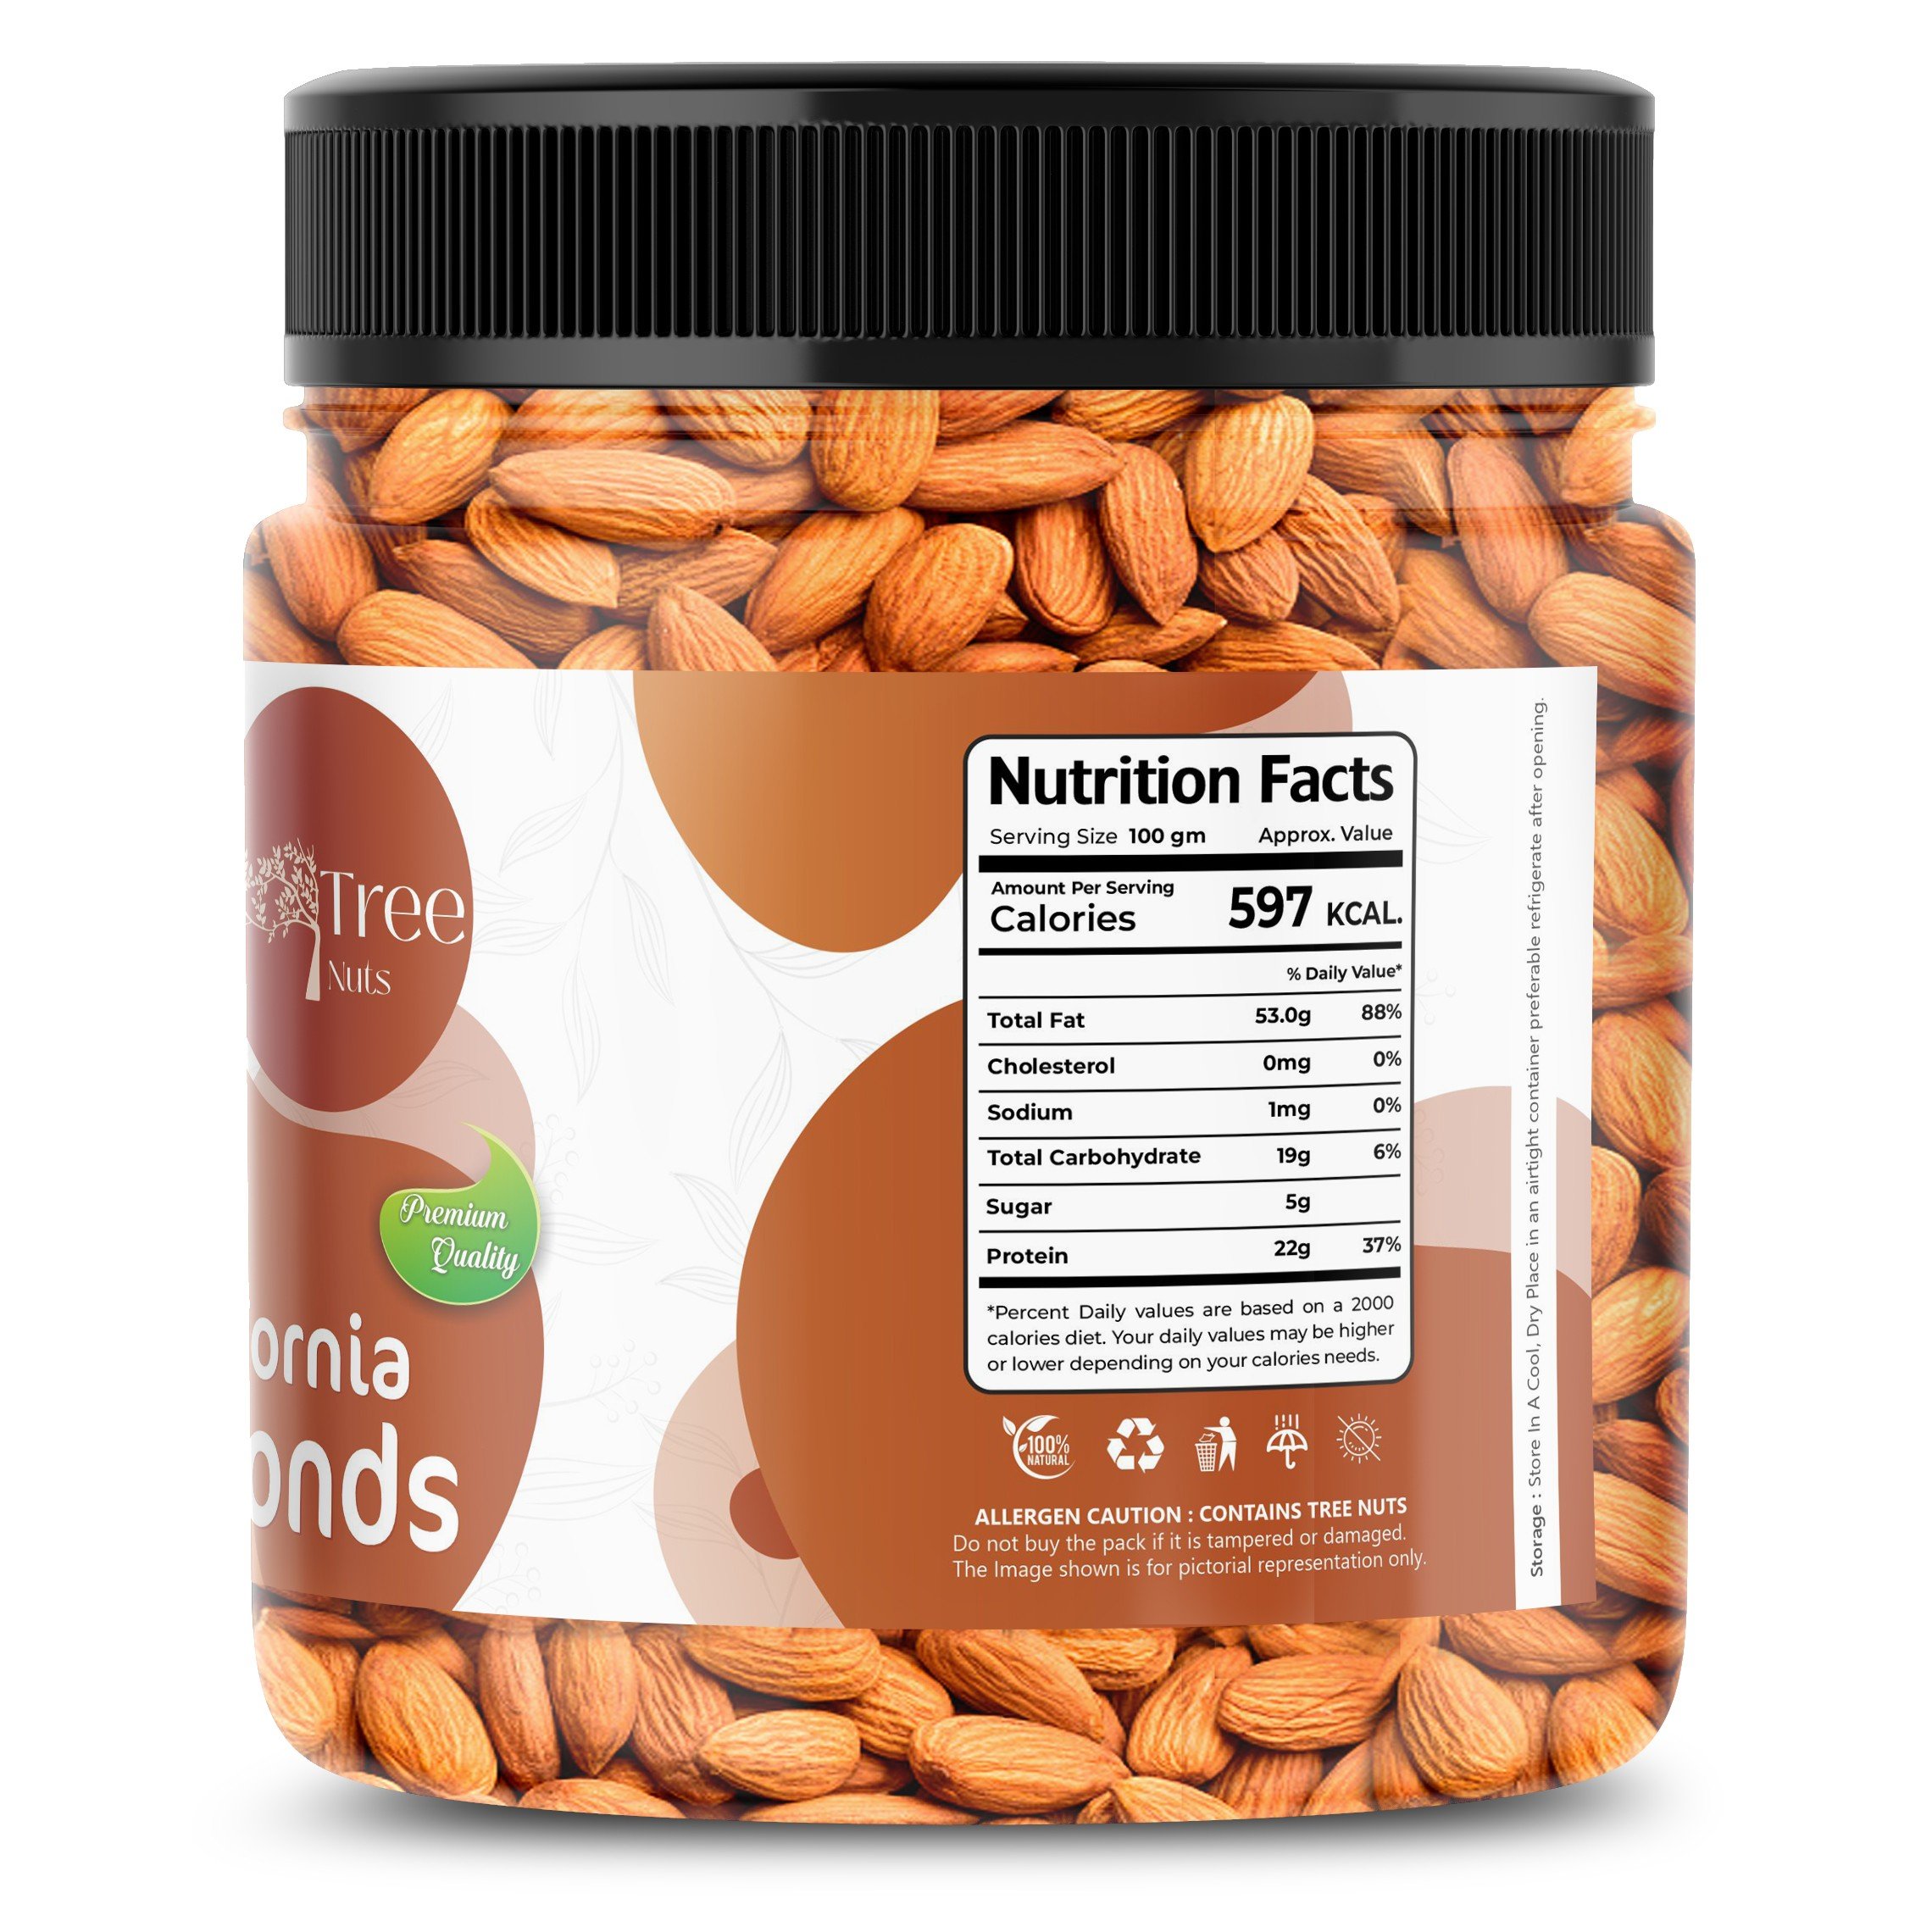 Tree
Nuts
Premium
Quality
ornia
onds
Nutrition Facts
Serving Size 100 gm Approx. Value
Amount Per Serving
Calories 597 KCAL.
% Daily Value*
Total Fat 53.0g 88%
Cholesterol 0mg 0%
Sodium 1mg 0%
Total Carbohydrate 19g 6%
Sugar 5g
Protein 22g 37%
*Percent Daily values are based on a 2000
calories diet. Your daily values may be higher
or lower depending on your calories needs.
100%
NATURAL
ALLERGEN CAUTION : CONTAINS TREE NUTS
Do not buy the pack if it is tampered or damaged.
The Image shown is for pictorial representation only.
Storage : Store In A Cool, Dry Place in an airtight container preferable refrigerate after opening.